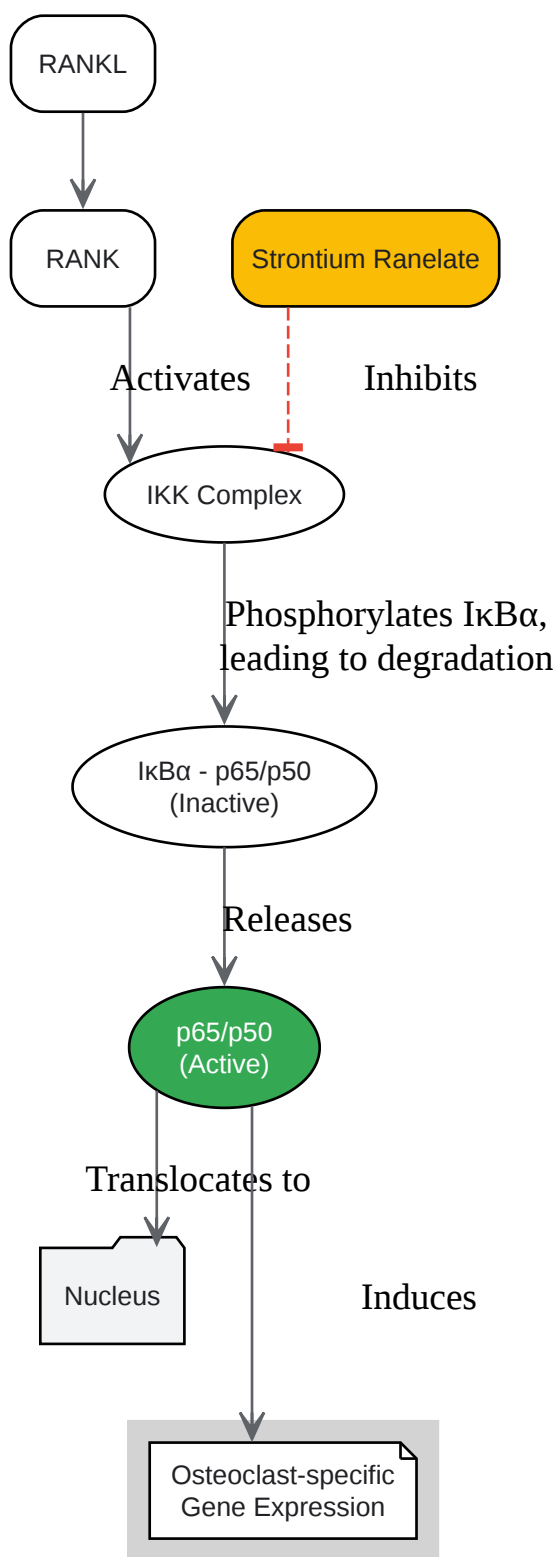 RANKL
RANK
Strontium Ranelate
Activates
Inhibits
IKK Complex
Phosphorylates IκBα,
leading to degradation
IκBα - p65/p50
(Inactive)
Releases
p65/p50
(Active)
Translocates to
Nucleus
Induces
Osteoclast-specific
Gene Expression